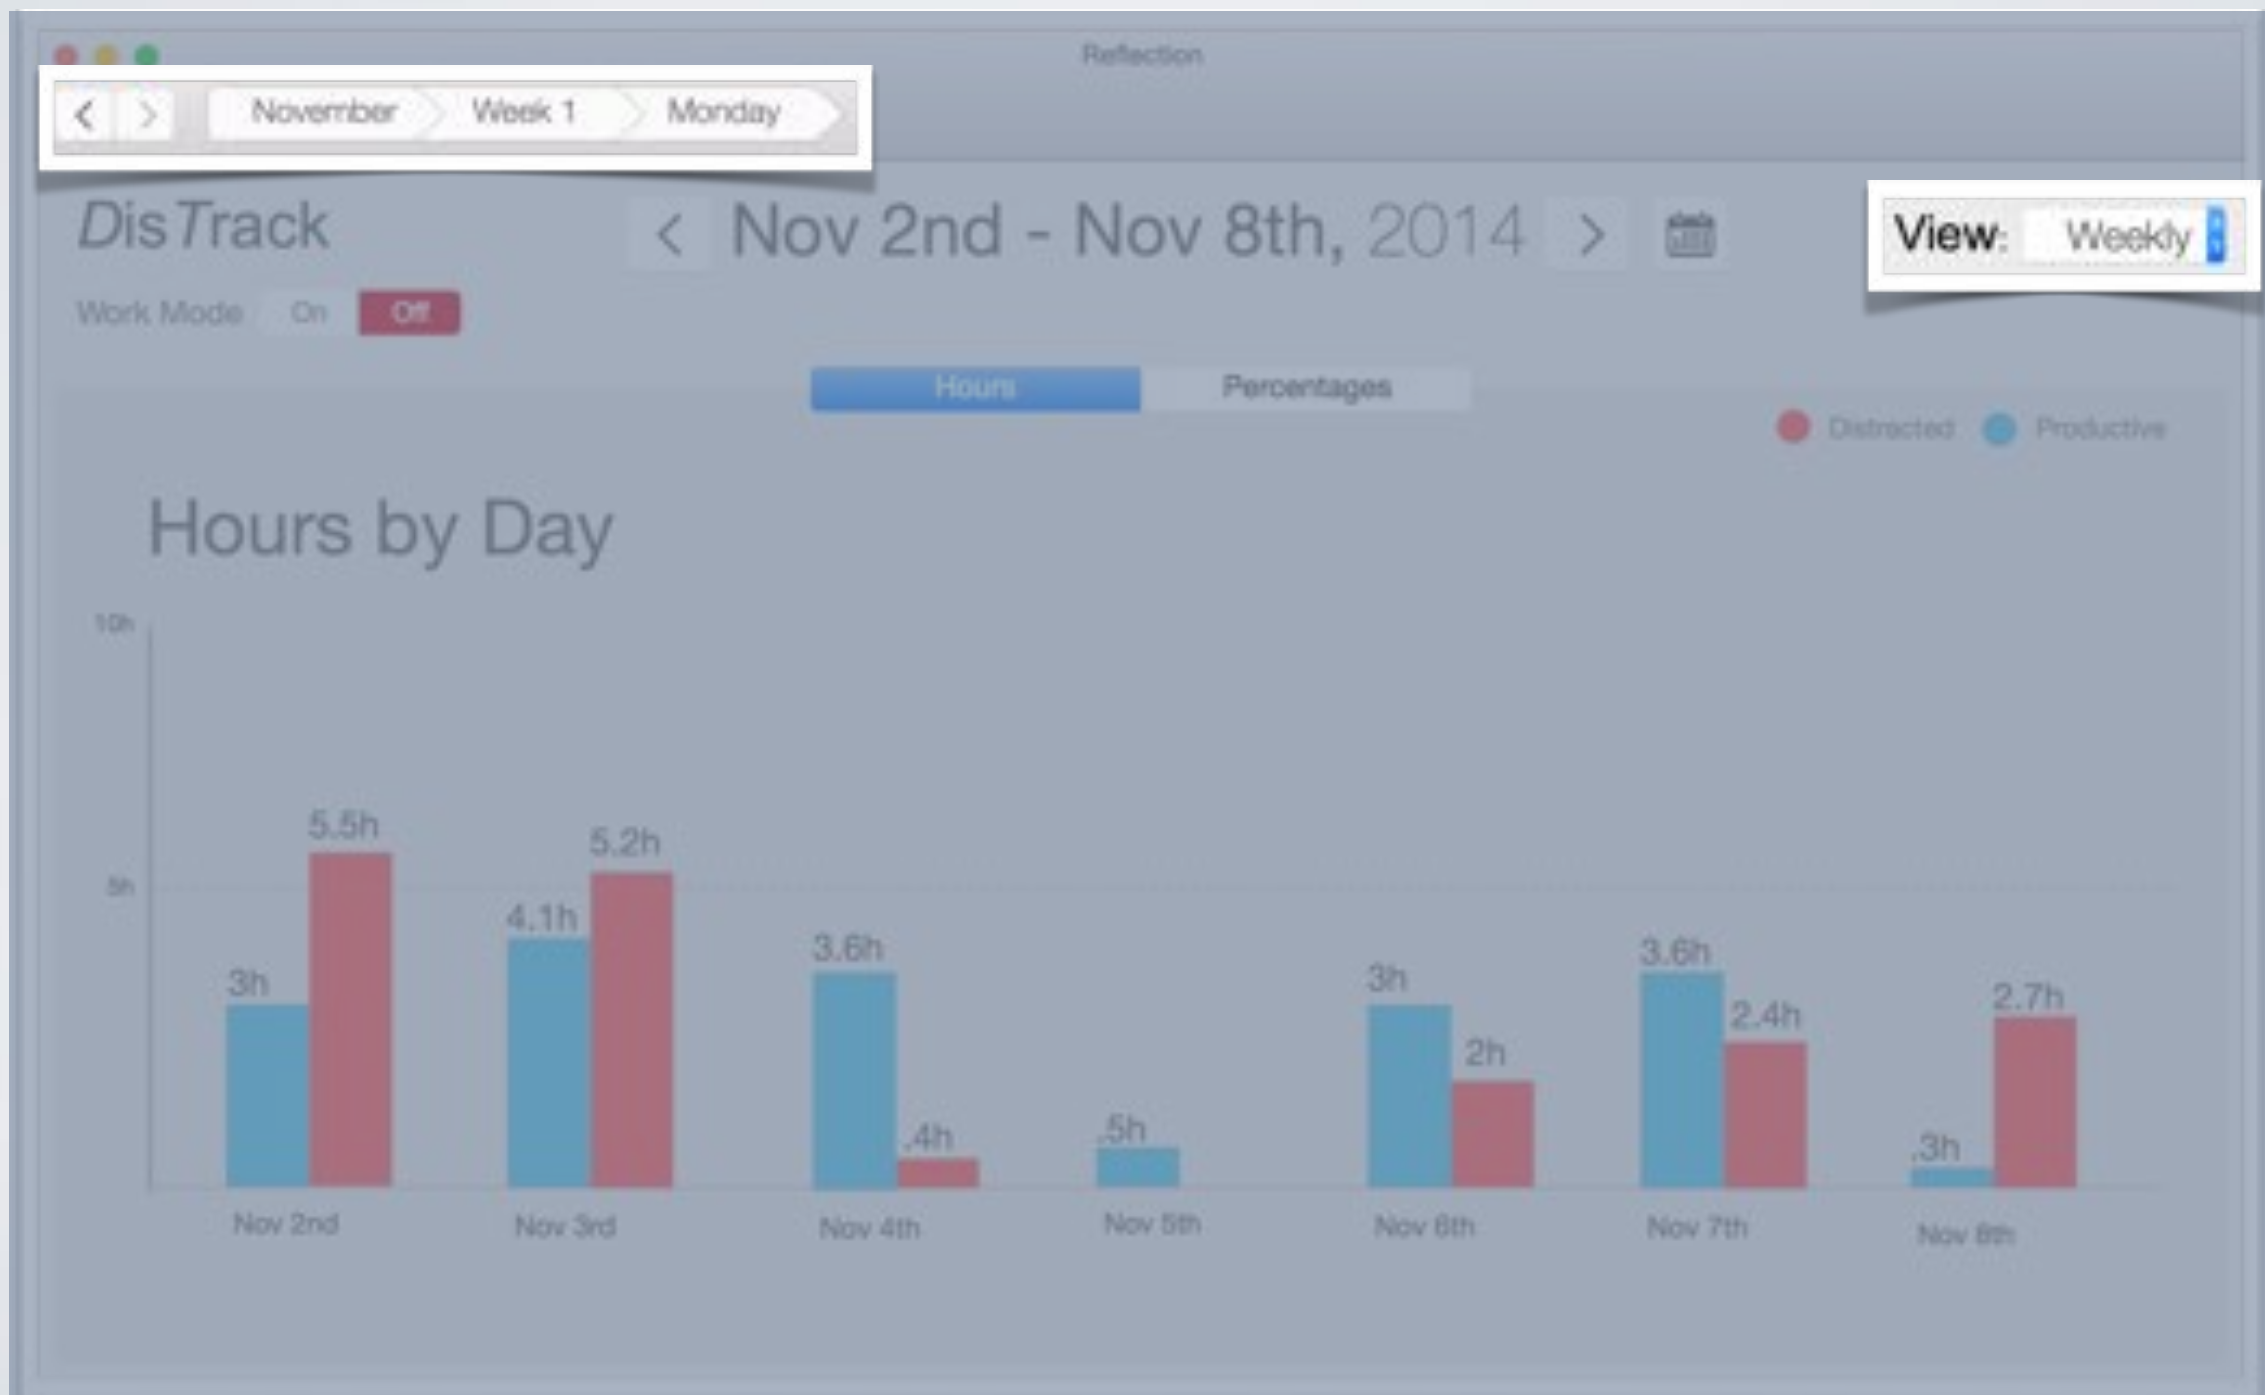 Reflection
November Week 1 Monday
DisTrack
Nov 2nd - Nov 8th, 2014
View: Weekly
Work Mode On Off
Hours Percentages
Distracted Productive
Hours by Day
10h
5h
3h 5.5h
4.1h 5.2h
3.6h .4h
.5h
3h 2h
3.6h 2.4h
.3h 2.7h
Nov 2nd Nov 3rd Nov 4th Nov 5th Nov 6th Nov 7th Nov 8th